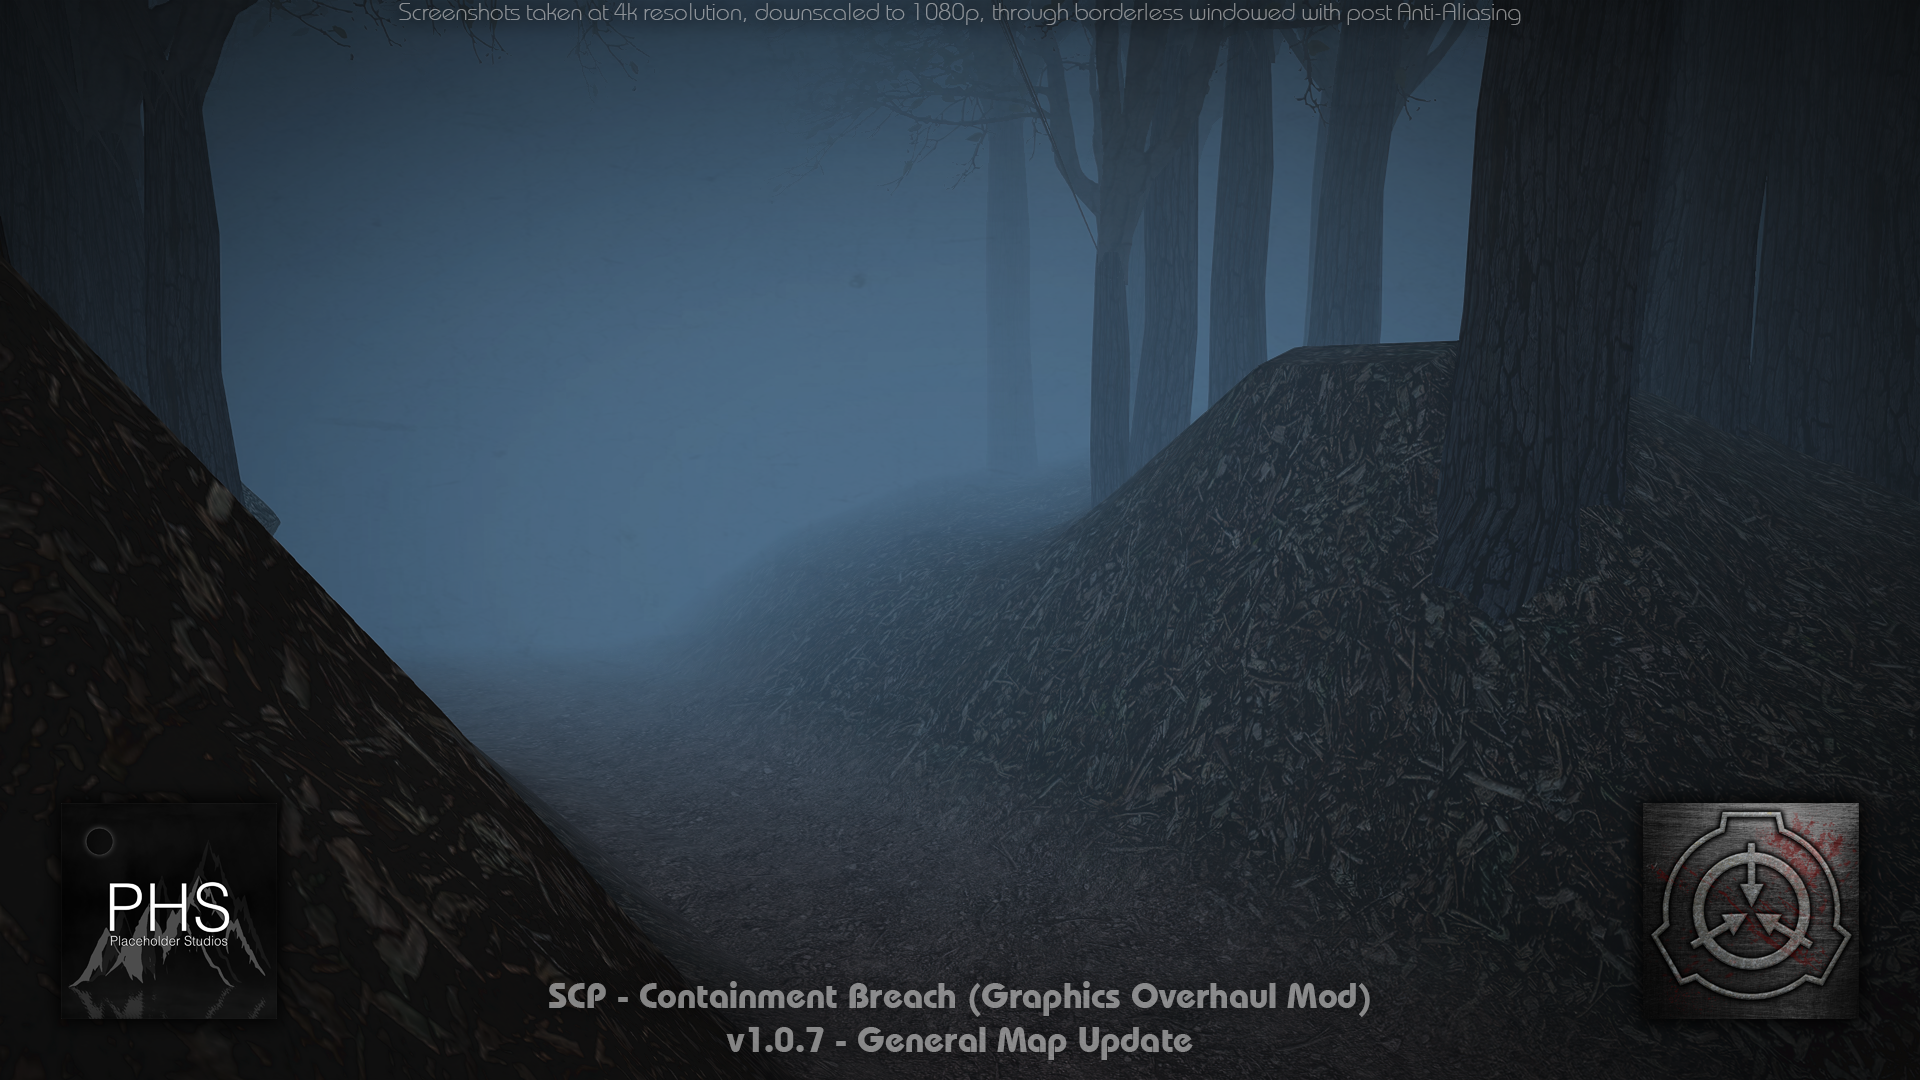 Screenshots taken at 4k resolution, downscaled to 1080p, through borderless windowed with post Anti-Aliasing
PHS
Placeholder Studios
SCP - Containment Breach (Graphics Overhaul Mod)
v1.0.7 - General Map Update